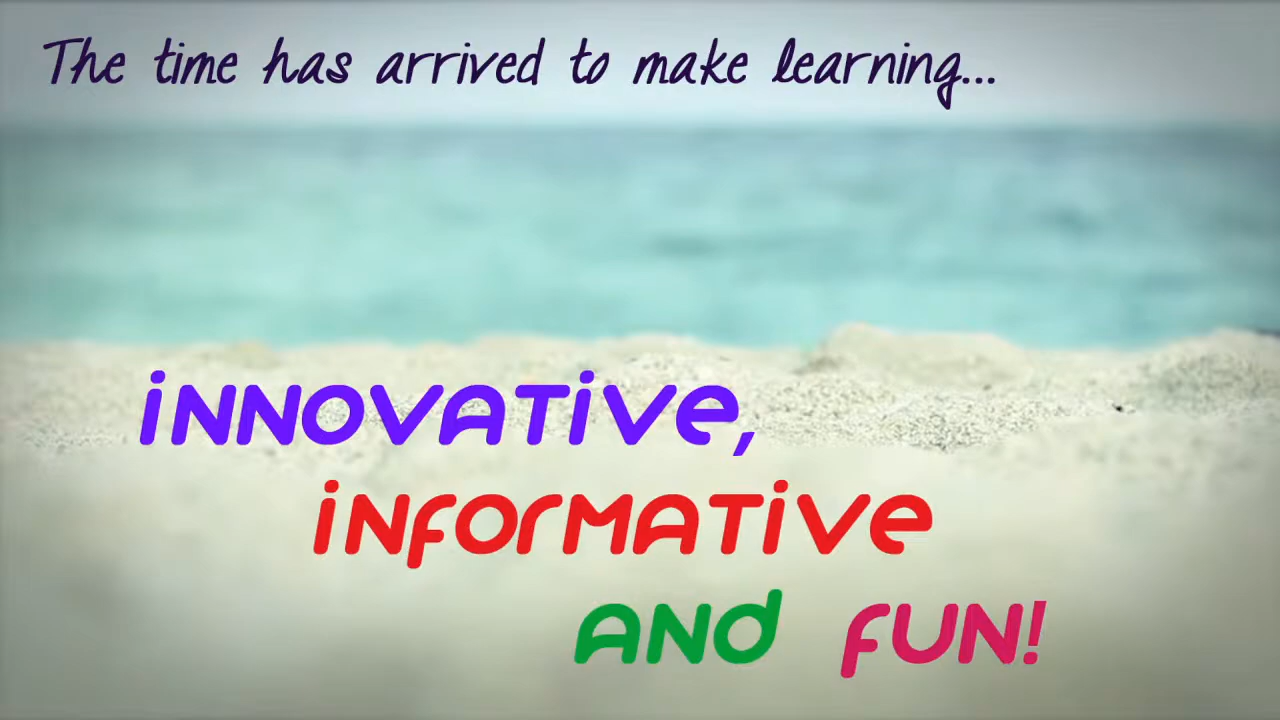 The time has arrived to make learning...
iNNOVATiVe,
iNFOrMATiVe
ANd FUN!